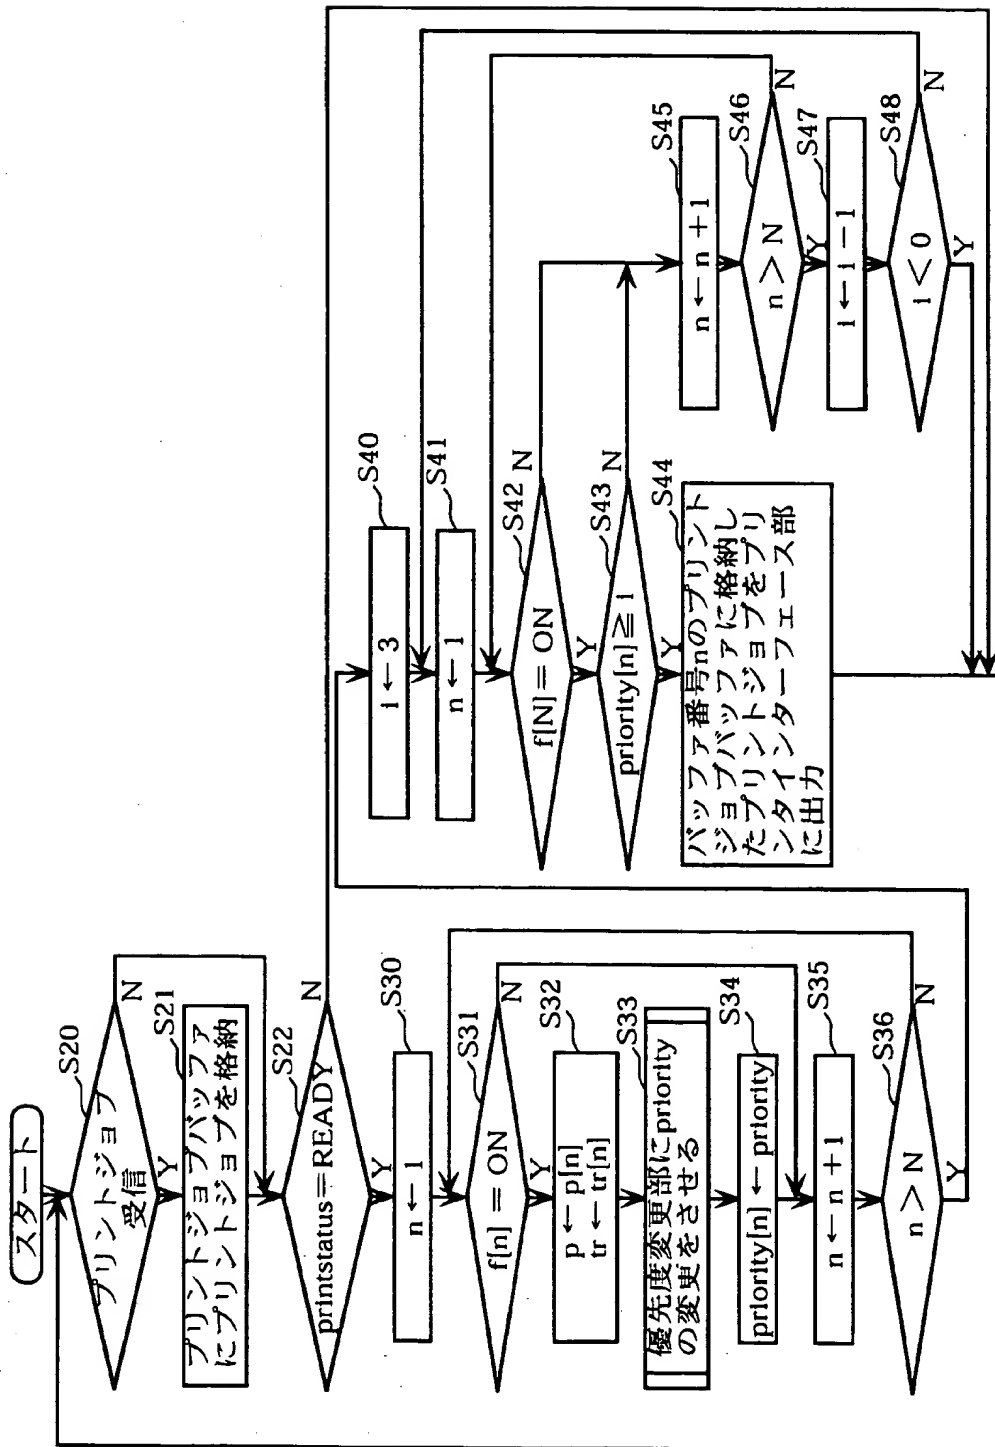 スタート
S20
プリントジョブ
受信
Y
N
S21
プリントジョブバッファ
にプリントジョブを格納
S22
printstatus=READY
Y
N
S30
n←1
S31
f[n]=ON
Y
N
S32
p←p[n]
tr←tr[n]
S33
優先度変更部にpriority
の変更をさせる
S34
priority[n]←priority
S35
n←n+1
S36
n>N
Y
N
S40
i←3
S41
n←1
S42
f[N]=ON
Y
N
S43
priority[n]≧i
Y
N
S44
バッファ番号nのプリント
ジョブバッファに格納し
たプリントジョブをプリ
ンタインターフェース部
に出力
S45
n←n+1
S46
n>N
Y
N
S47
i←i−1
S48
i<0
Y
N